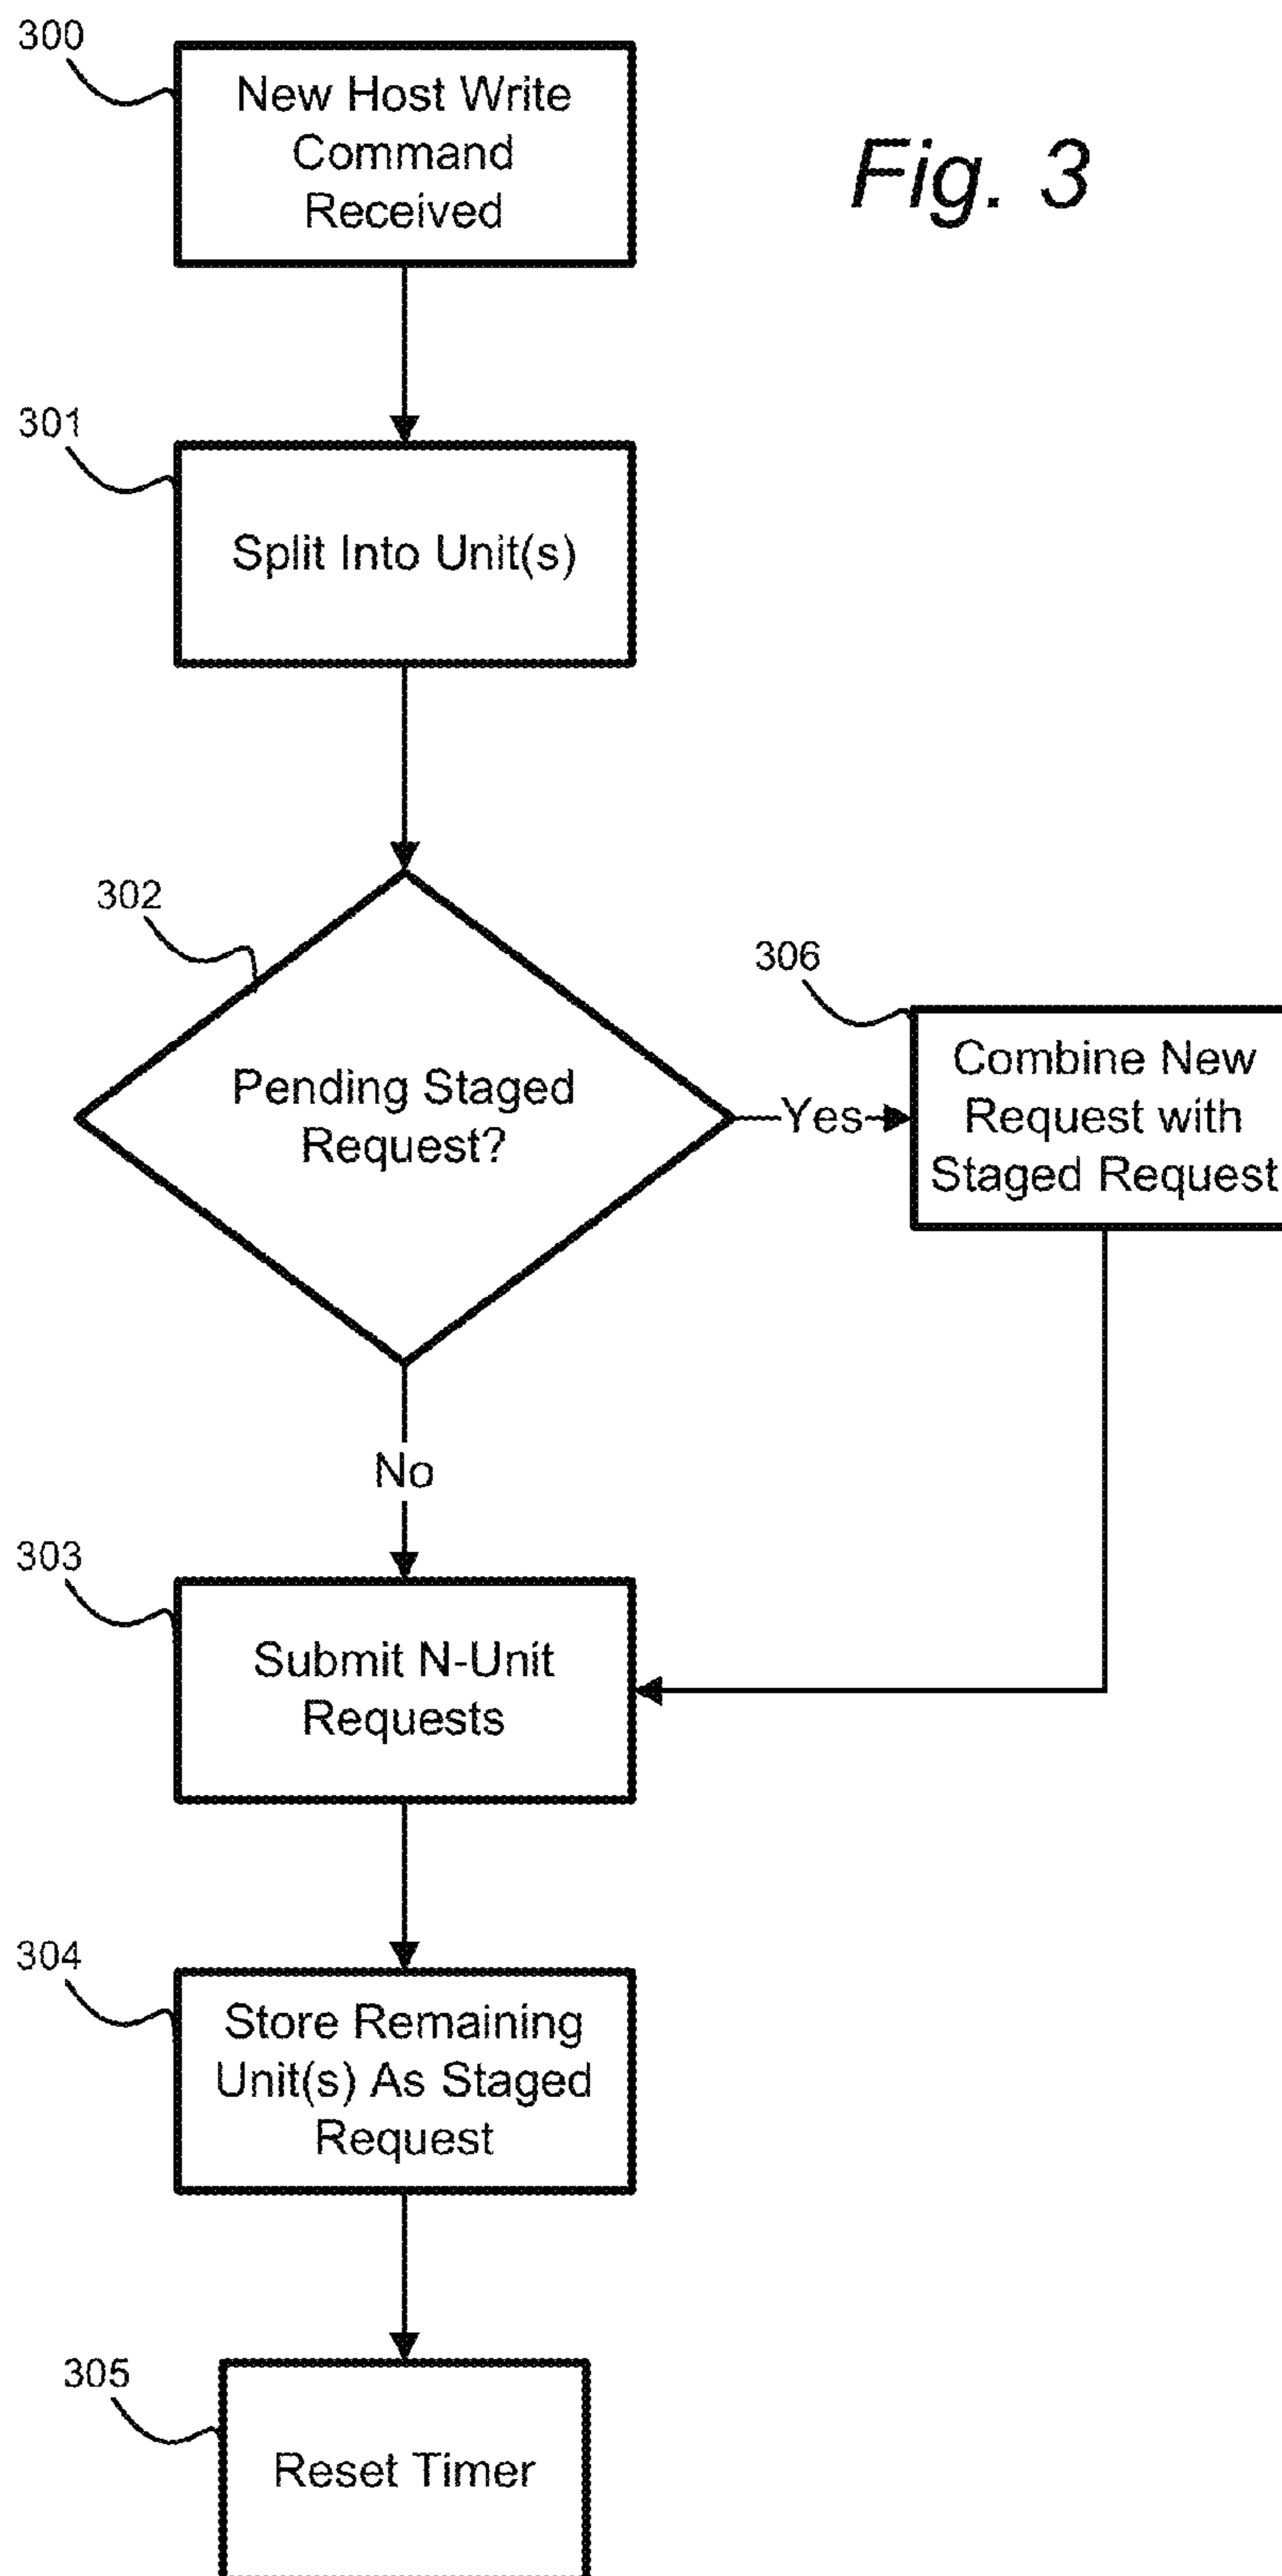 300
New Host Write
Command
Received
Fig. 3
301
Split Into Unit(s)
302
Pending Staged
Request?
Yes
306
Combine New
Request with
Staged Request
No
303
Submit N-Unit
Requests
304
Store Remaining
Unit(s) As Staged
Request
305
Reset Timer